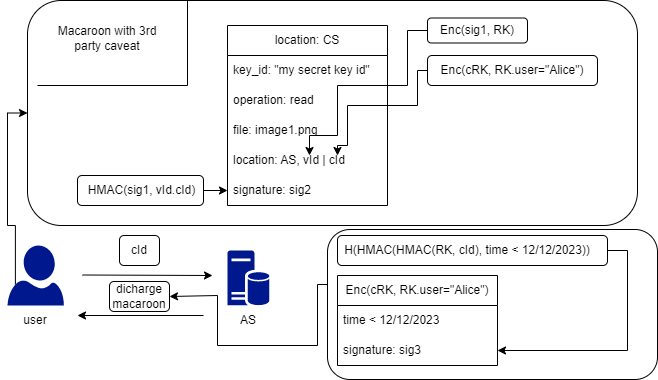 Macaroon with 3rd
party caveat
location: CS
key_id: "my secret key id"
operation: read
file: image1.png
location: AS, vId | cId
signature: sig2
Enc(sig1, RK)
Enc(cRK, RK.user="Alice")
HMAC(sig1, vId.cId)
cId
dicharge
macaroon
user
AS
H(HMAC(HMAC(RK, cId), time < 12/12/2023))
Enc(cRK, RK.user="Alice")
time < 12/12/2023
signature: sig3